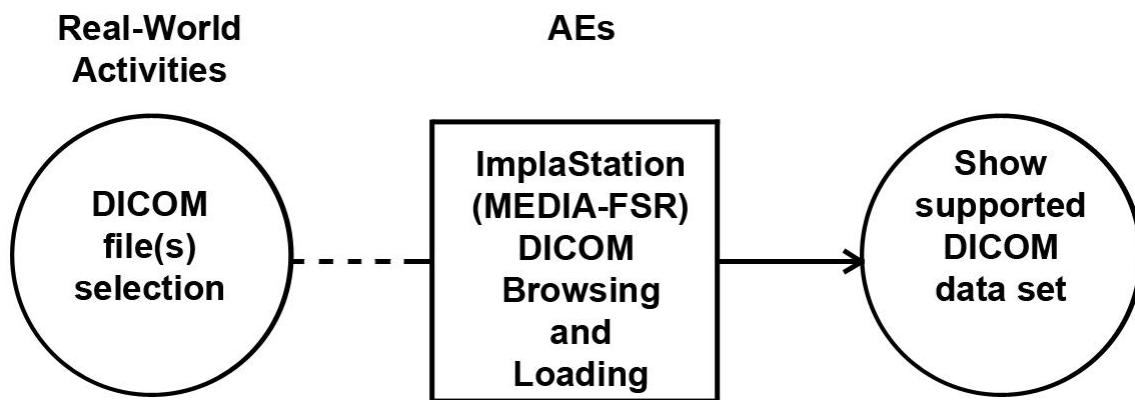 Real-World
Activities
AEs
DICOM
file(s)
selection
ImplaStation
(MEDIA-FSR)
DICOM
Browsing
and
Loading
Show
supported
DICOM
data set